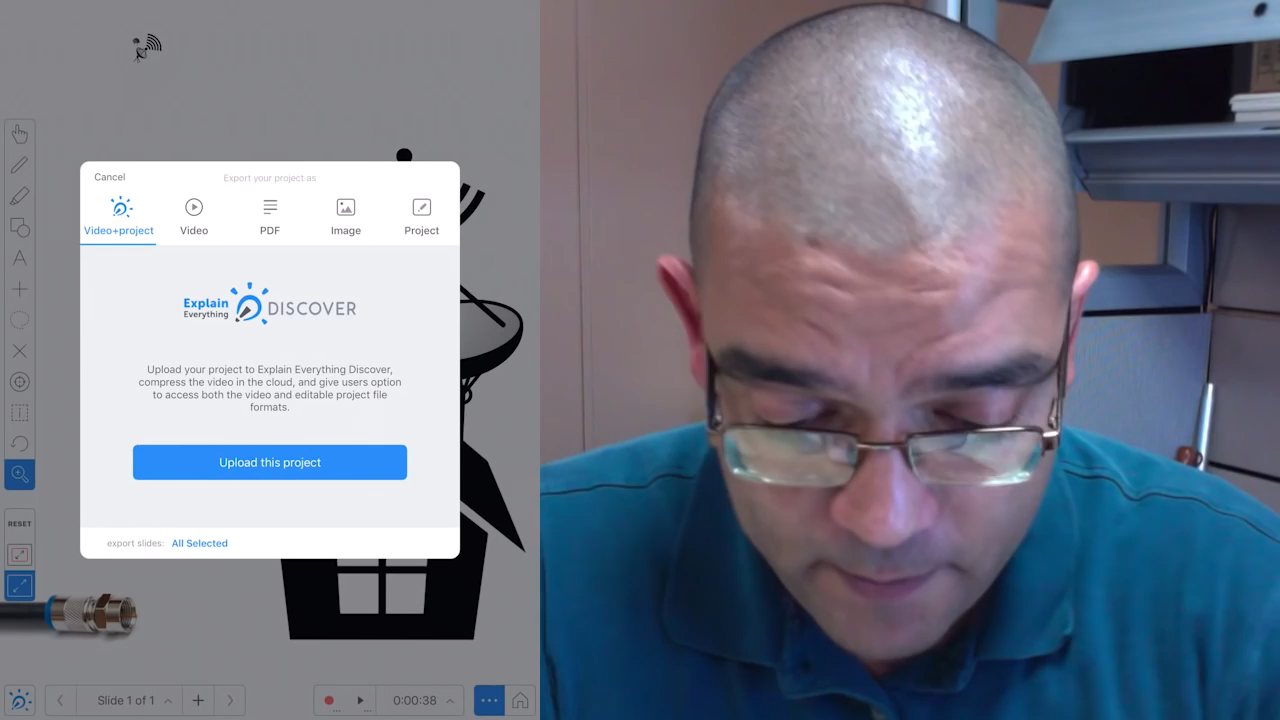 Cancel
Export your project as
Video+project
Video
PDF
Image
Project
Explain
Everything
DISCOVER
Upload your project to Explain Everything Discover,
compress the video in the cloud, and give users option
to access both the video and editable project file
formats.
Upload this project
export slides: All Selected
A
RESET
Slide 1 of 1
0:00:38